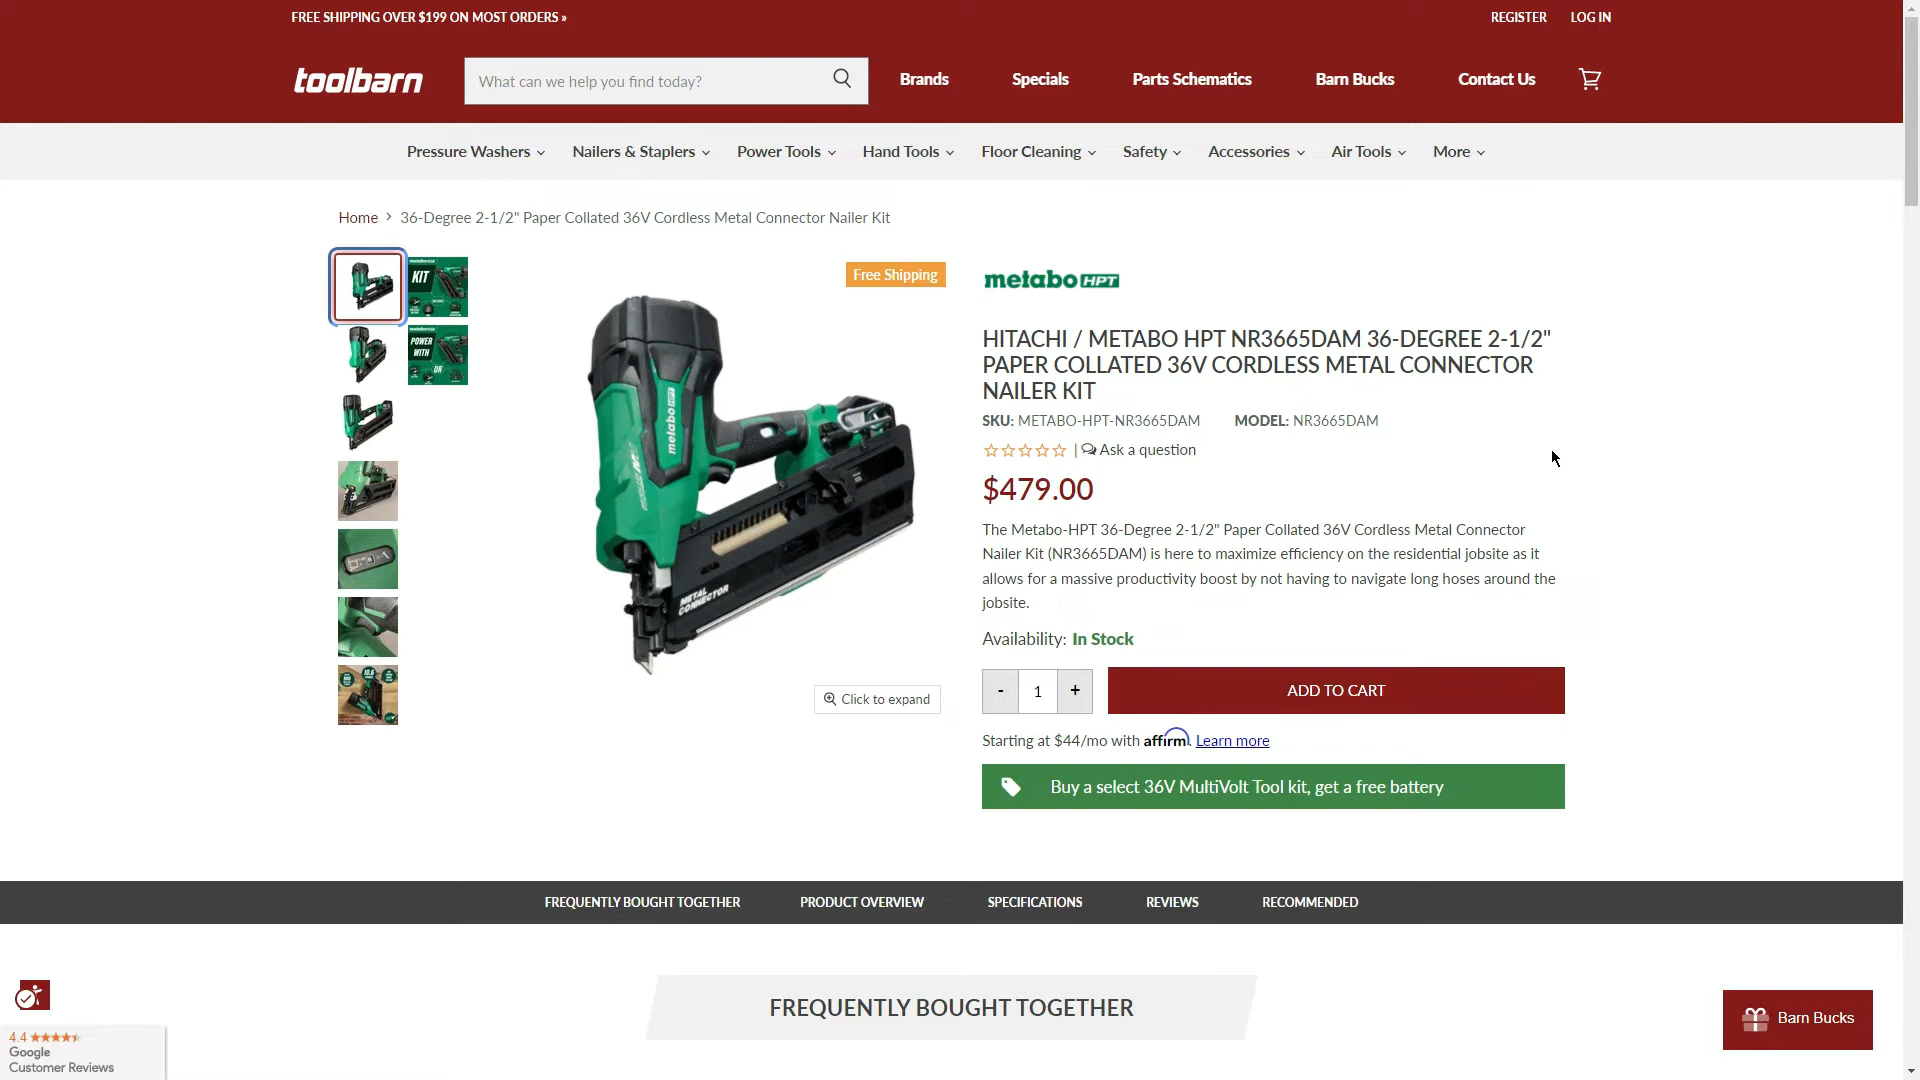 FREE SHIPPING OVER $199 ON MOST ORDERS »
REGISTER LOG IN
toolbarn
What can we help you find today?
Brands Specials Parts Schematics Barn Bucks Contact Us
Pressure Washers Nailers & Staplers Power Tools Hand Tools Floor Cleaning Safety Accessories Air Tools More
Home > 36-Degree 2-1/2" Paper Collated 36V Cordless Metal Connector Nailer Kit
KIT
POWER
WITH
OR
Free Shipping
metabo HPT
METAL
CONNECTOR
Click to expand
metabo HPT
HITACHI / METABO HPT NR3665DAM 36-DEGREE 2-1/2"
PAPER COLLATED 36V CORDLESS METAL CONNECTOR
NAILER KIT
SKU: METABO-HPT-NR3665DAM MODEL: NR3665DAM
| Ask a question
$479.00
The Metabo-HPT 36-Degree 2-1/2" Paper Collated 36V Cordless Metal Connector
Nailer Kit (NR3665DAM) is here to maximize efficiency on the residential jobsite as it
allows for a massive productivity boost by not having to navigate long hoses around the
jobsite.
Availability: In Stock
- 1 + ADD TO CART
Starting at $44/mo with affirm. Learn more
Buy a select 36V MultiVolt Tool kit, get a free battery
FREQUENTLY BOUGHT TOGETHER PRODUCT OVERVIEW SPECIFICATIONS REVIEWS RECOMMENDED
FREQUENTLY BOUGHT TOGETHER
4.4
Google
Customer Reviews
Barn Bucks